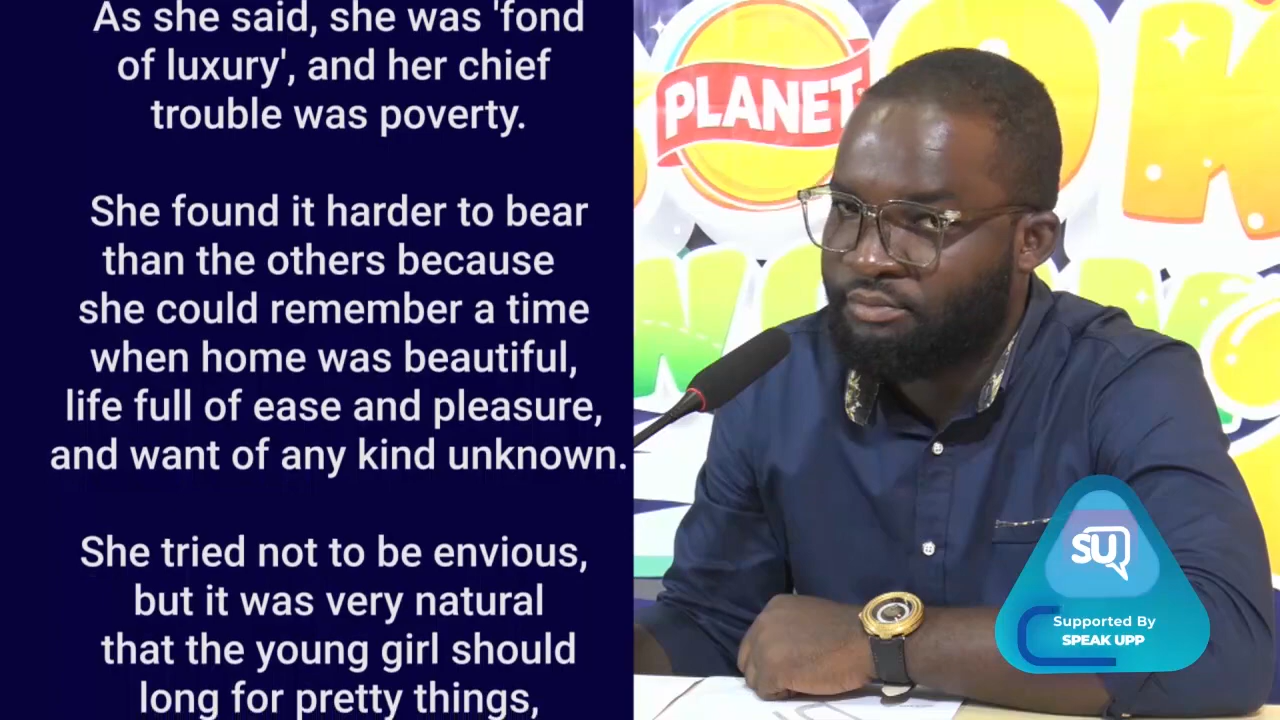 As she said, she was 'fond
of luxury', and her chief
trouble was poverty.
She found it harder to bear
than the others because
she could remember a time
when home was beautiful,
life full of ease and pleasure,
and want of any kind unknown.
She tried not to be envious,
but it was very natural
that the young girl should
long for pretty things,
PLANET
SU
Supported By
SPEAK UPP